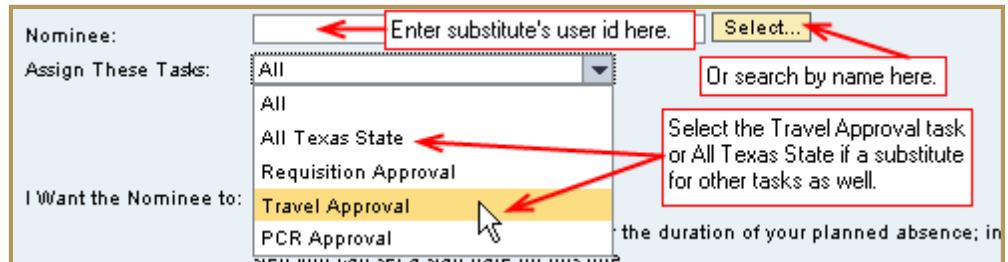 Nominee:
Enter substitute's user id here.
Select...
Assign These Tasks:
All
Or search by name here.
All
All Texas State
Select the Travel Approval task
or All Texas State if a substitute
for other tasks as well.
Requisition Approval
I Want the Nominee to:
Travel Approval
PCR Approval
the duration of your planned absence; in